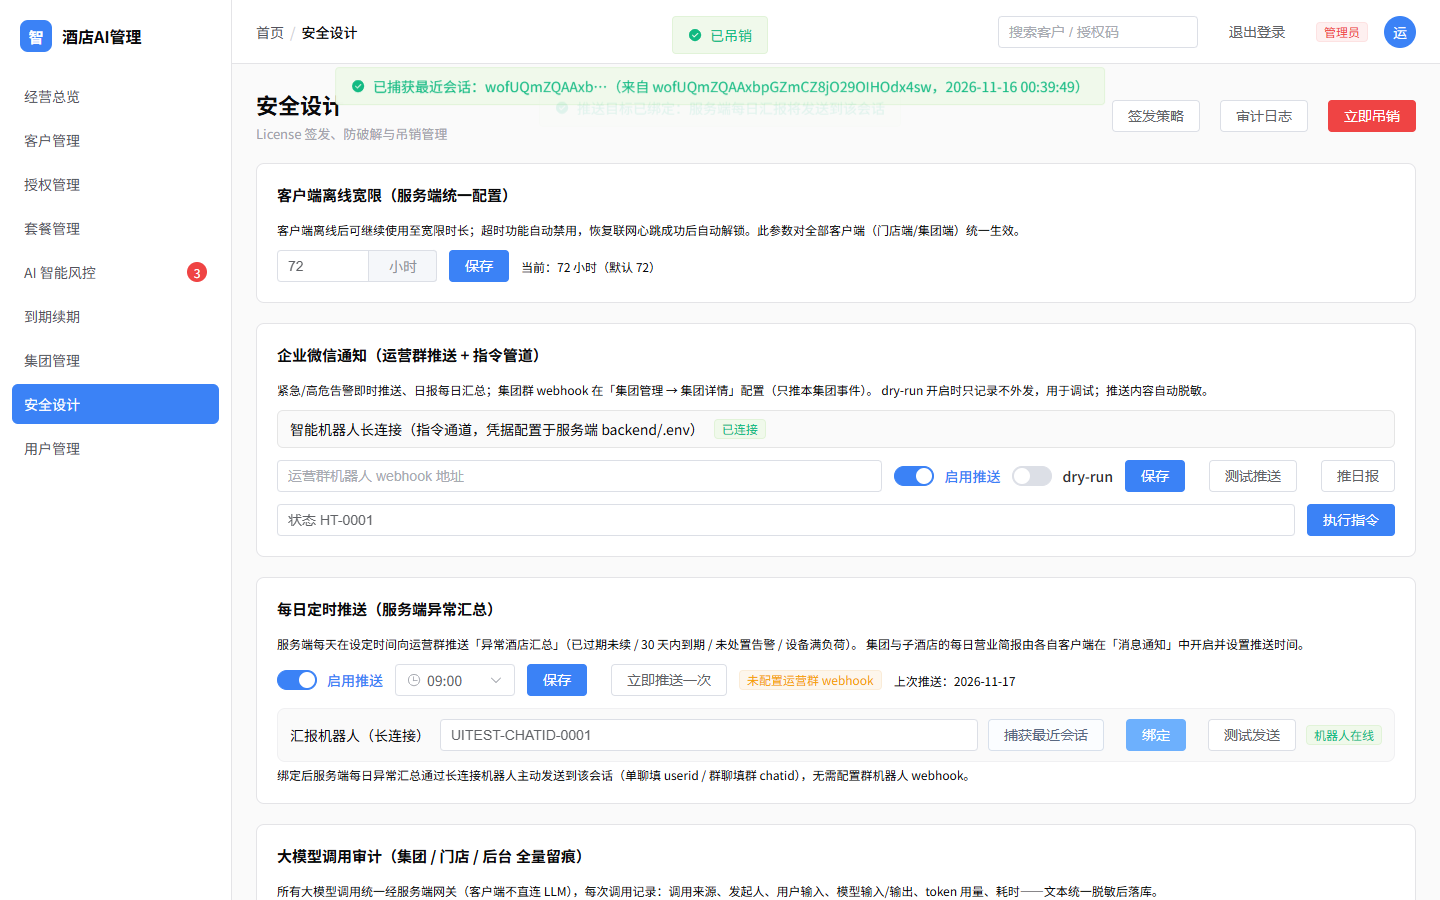 智 酒店AI管理
首页 / 安全设计
已吊销
搜索客户 / 授权码
退出登录
管理员
运
经营总览
客户管理
授权管理
套餐管理
AI 智能风控 3
到期续期
集团管理
安全设计
用户管理
已捕获最近会话：wofUQmZQAAxb…（来自 wofUQmZQAAxbpGZmCZ8jO29OIHOdx4sw，2026-11-16 00:39:49）
推送目标已绑定：服务端每日汇报将发送到该会话
安全设计
License 签发、防破解与吊销管理
签发策略
审计日志
立即吊销
客户端离线宽限（服务端统一配置）
客户端离线后可继续使用至宽限时长；超时功能自动禁用，恢复联网心跳成功后自动解锁。此参数对全部客户端（门店端/集团端）统一生效。
72 小时 保存 当前：72 小时（默认 72）
企业微信通知（运营群推送 + 指令管道）
紧急/高危告警即时推送、日报每日汇总；集团群 webhook 在「集团管理 → 集团详情」配置（只推本集团事件）。 dry-run 开启时只记录不外发，用于调试；推送内容自动脱敏。
智能机器人长连接（指令通道，凭据配置于服务端 backend/.env） 已连接
运营群机器人 webhook 地址 启用推送 dry-run 保存 测试推送 推日报
状态 HT-0001 执行指令
每日定时推送（服务端异常汇总）
服务端每天在设定时间向运营群推送「异常酒店汇总」（已过期未续 / 30 天内到期 / 未处置告警 / 设备满负荷）。 集团与子酒店的每日营业简报由各自客户端在「消息通知」中开启并设置推送时间。
启用推送 09:00 保存 立即推送一次 未配置运营群 webhook 上次推送：2026-11-17
汇报机器人（长连接） UITEST-CHATID-0001 捕获最近会话 绑定 测试发送 机器人在线
绑定后服务端每日异常汇总通过长连接机器人主动发送到该会话（单聊填 userid / 群聊填群 chatid），无需配置群机器人 webhook。
大模型调用审计（集团 / 门店 / 后台 全量留痕）
所有大模型调用统一经服务端网关（客户端不直连 LLM），每次调用记录：调用来源、发起人、用户输入、模型输入/输出、token 用量、耗时——文本统一脱敏后落库。